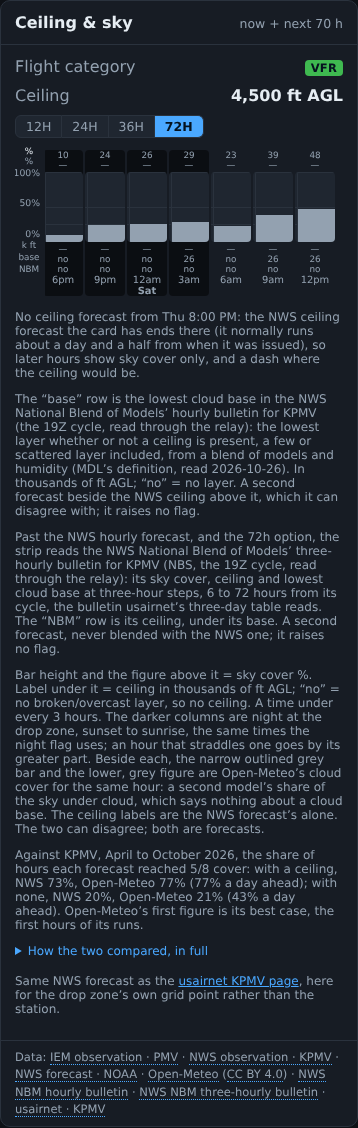 Ceiling & sky
now + next 70 h
Flight category
VFR
Ceiling
4,500 ft AGL
12H 24H 36H 72H
% 10 24 26 29 23 39 48
% — — — — — — —
100%
50%
0%
k ft — — — — — — —
base no no no 26 no 26 26
NBM no no no no no no no
6pm 9pm 12am 3am 6am 9am 12pm
Sat
No ceiling forecast from Thu 8:00 PM: the NWS ceiling
forecast the card has ends there (it normally runs
about a day and a half from when it was issued), so
later hours show sky cover only, and a dash where
the ceiling would be.
The “base” row is the lowest cloud base in the NWS
National Blend of Models’ hourly bulletin for KPMV
(the 19Z cycle, read through the relay): the lowest
layer whether or not a ceiling is present, a few or
scattered layer included, from a blend of models and
humidity (MDL’s definition, read 2026-10-26). In
thousands of ft AGL; “no” = no layer. A second
forecast beside the NWS ceiling above it, which it can
disagree with; it raises no flag.
Past the NWS hourly forecast, and the 72h option, the
strip reads the NWS National Blend of Models’ three-
hourly bulletin for KPMV (NBS, the 19Z cycle, read
through the relay): its sky cover, ceiling and lowest
cloud base at three-hour steps, 6 to 72 hours from its
cycle, the bulletin usairnet’s three-day table reads.
The “NBM” row is its ceiling, under its base. A second
forecast, never blended with the NWS one; it raises
no flag.
Bar height and the figure above it = sky cover %.
Label under it = ceiling in thousands of ft AGL; “no” =
no broken/overcast layer, so no ceiling. A time under
every 3 hours. The darker columns are night at the
drop zone, sunset to sunrise, the same times the
night flag uses; an hour that straddles one goes by its
greater part. Beside each, the narrow outlined grey
bar and the lower, grey figure are Open-Meteo’s cloud
cover for the same hour: a second model’s share of
the sky under cloud, which says nothing about a cloud
base. The ceiling labels are the NWS forecast’s alone.
The two can disagree; both are forecasts.
Against KPMV, April to October 2026, the share of
hours each forecast reached 5/8 cover: with a ceiling,
NWS 73%, Open-Meteo 77% (77% a day ahead); with
none, NWS 20%, Open-Meteo 21% (43% a day
ahead). Open-Meteo’s first figure is its best case, the
first hours of its runs.
▶ How the two compared, in full
Same NWS forecast as the usairnet KPMV page, here
for the drop zone’s own grid point rather than the
station.
Data: IEM observation · PMV · NWS observation · KPMV ·
NWS forecast · NOAA · Open-Meteo (CC BY 4.0) · NWS
NBM hourly bulletin · NWS NBM three-hourly bulletin ·
usairnet · KPMV